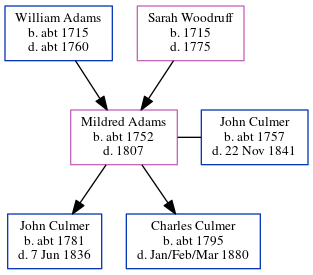 William Adams
b. abt 1715
d. abt 1760
Sarah Woodruff
b. 1715
d. 1775
Mildred Adams
b. abt 1752
d. 1807
John Culmer
b. abt 1757
d. 22 Nov 1841
John Culmer
b. abt 1781
d. 7 Jun 1836
Charles Culmer
b. abt 1795
d. Jan/Feb/Mar 1880